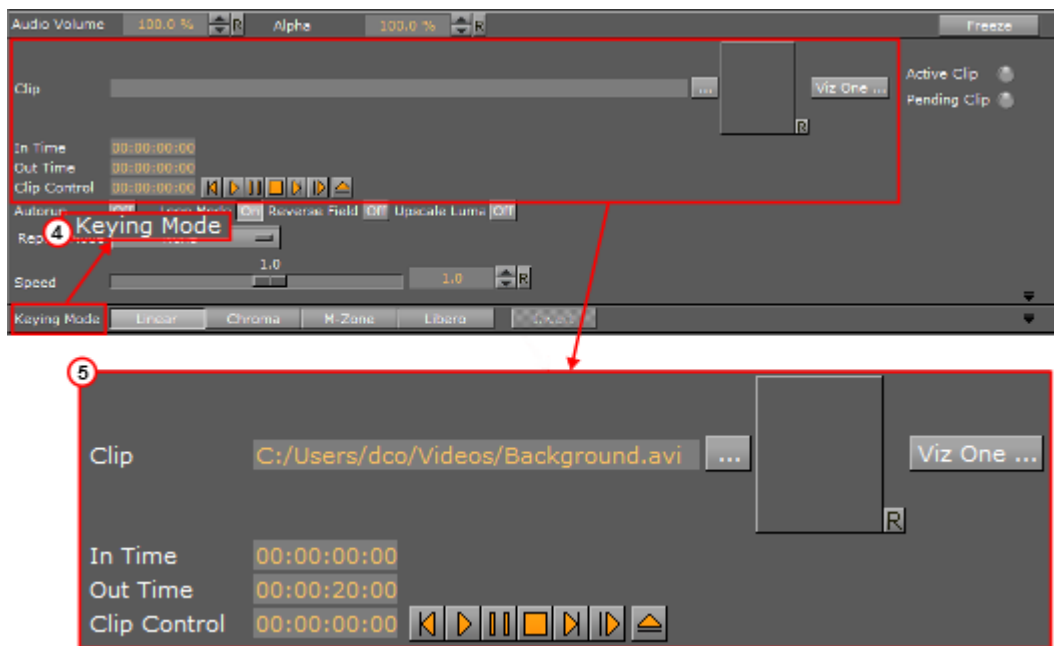 Audio Volume 100.0 % R Alpha 100.0 % R Freeze
Clip ... Viz One ... Active Clip
Pending Clip
R
In Time 00:00:00:00
Out Time 00:00:00:00
Clip Control 00:00:00:00
Autorun Off Loop Mode On Reverse Field Off Upscale Luma Off
4 Keying Mode
1.0
Speed 1.0 R
Keying Mode Linear Chroma M-Zone Libero
5
Clip C:/Users/dco/Videos/Background.avi ... Viz One ...
R
In Time 00:00:00:00
Out Time 00:00:20:00
Clip Control 00:00:00:00